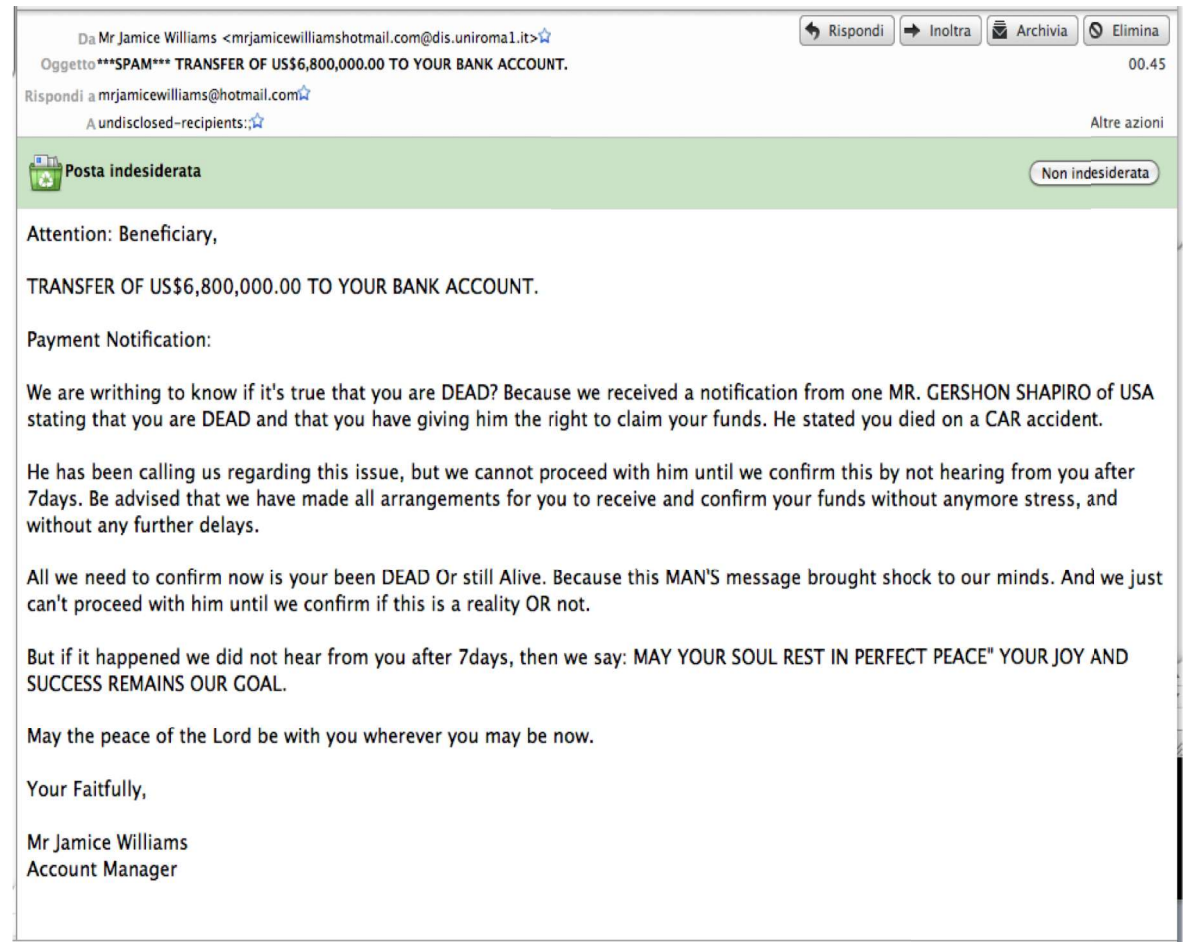 Da Mr Jamice Williams <mrjamicewilliamshotmail.com@dis.uniroma1.it>
Rispondi
Inoltra
Archivia
Elimina
Oggetto ***SPAM*** TRANSFER OF US$6,800,000.00 TO YOUR BANK ACCOUNT.
00.45
Rispondi a mrjamicewilliams@hotmail.com
A undisclosed-recipients:;
Altre azioni
Posta indesiderata
Non indesiderata
Attention: Beneficiary,
TRANSFER OF US$6,800,000.00 TO YOUR BANK ACCOUNT.
Payment Notification:
We are writhing to know if it's true that you are DEAD? Because we received a notification from one MR. GERSHON SHAPIRO of USA
stating that you are DEAD and that you have giving him the right to claim your funds. He stated you died on a CAR accident.
He has been calling us regarding this issue, but we cannot proceed with him until we confirm this by not hearing from you after
7days. Be advised that we have made all arrangements for you to receive and confirm your funds without anymore stress, and
without any further delays.
All we need to confirm now is your been DEAD Or still Alive. Because this MAN'S message brought shock to our minds. And we just
can't proceed with him until we confirm if this is a reality OR not.
But if it happened we did not hear from you after 7days, then we say: MAY YOUR SOUL REST IN PERFECT PEACE" YOUR JOY AND
SUCCESS REMAINS OUR GOAL.
May the peace of the Lord be with you wherever you may be now.
Your Faitfully,
Mr Jamice Williams
Account Manager